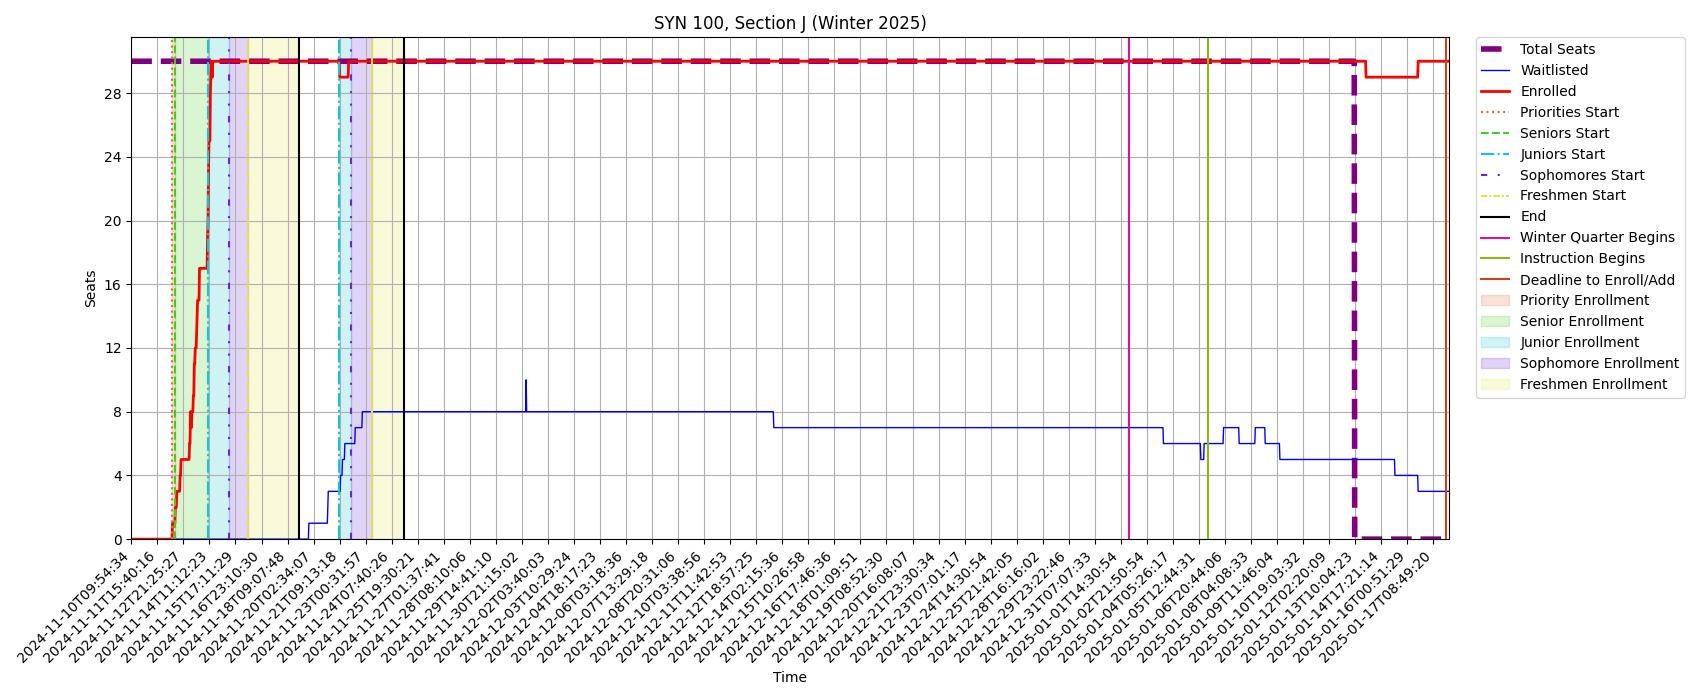 SYN 100, Section J (Winter 2025)
Seats
28
24
20
16
12
8
4
0
2024-11-10T09:54:34
2024-11-11T15:40:16
2024-11-12T21:25:27
2024-11-14T11:12:23
2024-11-15T17:11:29
2024-11-16T23:10:30
2024-11-18T09:07:48
2024-11-20T02:34:07
2024-11-21T09:13:18
2024-11-23T00:31:57
2024-11-24T07:40:26
2024-11-25T19:30:21
2024-11-27T01:37:41
2024-11-28T08:10:06
2024-11-29T14:41:10
2024-11-30T21:15:02
2024-12-02T03:40:03
2024-12-03T10:29:24
2024-12-04T18:17:23
2024-12-06T03:18:36
2024-12-07T13:29:18
2024-12-08T20:31:06
2024-12-10T03:38:56
2024-12-11T11:42:53
2024-12-12T18:57:25
2024-12-14T02:15:36
2024-12-15T10:26:58
2024-12-16T17:46:36
2024-12-18T01:09:51
2024-12-19T08:52:30
2024-12-20T16:08:07
2024-12-21T23:30:34
2024-12-23T07:01:17
2024-12-24T14:30:54
2024-12-25T21:42:05
2024-12-28T16:16:02
2024-12-29T23:22:46
2024-12-31T07:07:33
2025-01-01T14:30:54
2025-01-02T21:50:54
2025-01-04T05:26:17
2025-01-05T12:44:31
2025-01-06T20:44:06
2025-01-08T04:08:33
2025-01-09T11:46:04
2025-01-10T19:03:32
2025-01-12T02:20:09
2025-01-13T10:04:23
2025-01-14T17:21:14
2025-01-16T00:51:29
2025-01-17T08:49:20
Time
Total Seats
Waitlisted
Enrolled
Priorities Start
Seniors Start
Juniors Start
Sophomores Start
Freshmen Start
End
Winter Quarter Begins
Instruction Begins
Deadline to Enroll/Add
Priority Enrollment
Senior Enrollment
Junior Enrollment
Sophomore Enrollment
Freshmen Enrollment